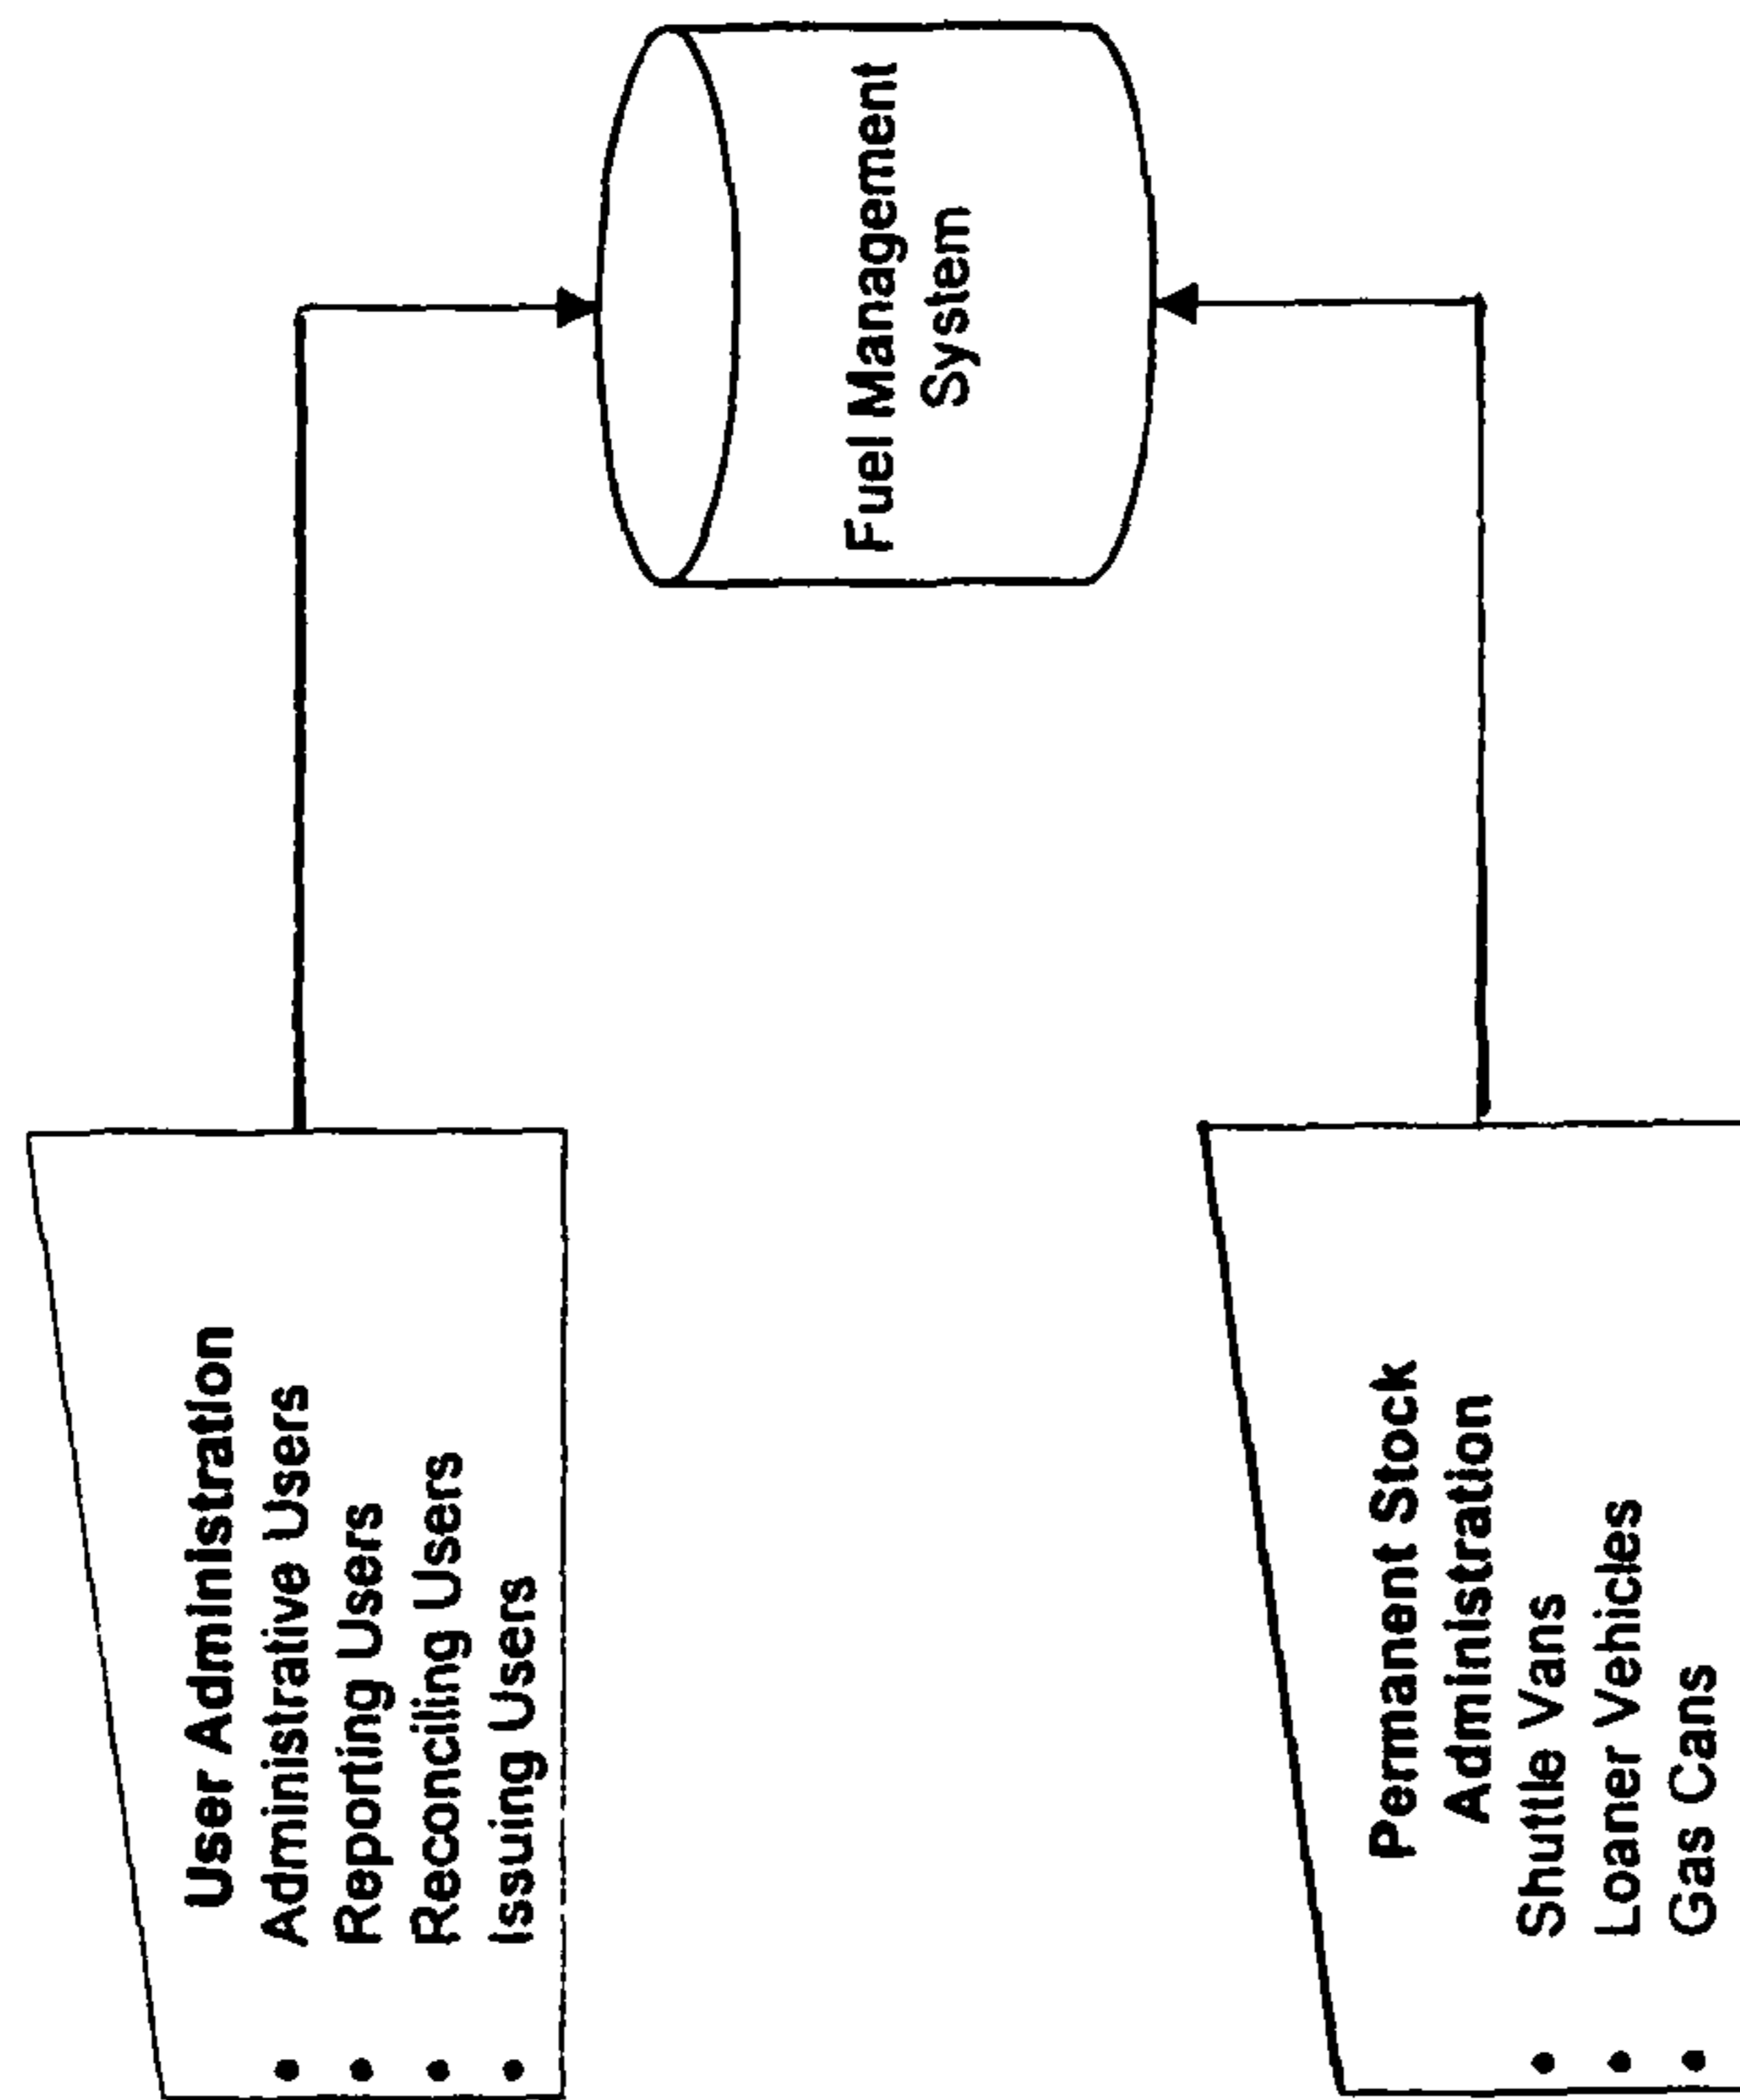 User Administration
• Administrative Users
• Reporting Users
• Reconciling Users
• Issuing Users
Fuel Management
System
Permanent Stock
Administration
• Shuttle Vans
• Loaner Vehicles
• Gas Cans